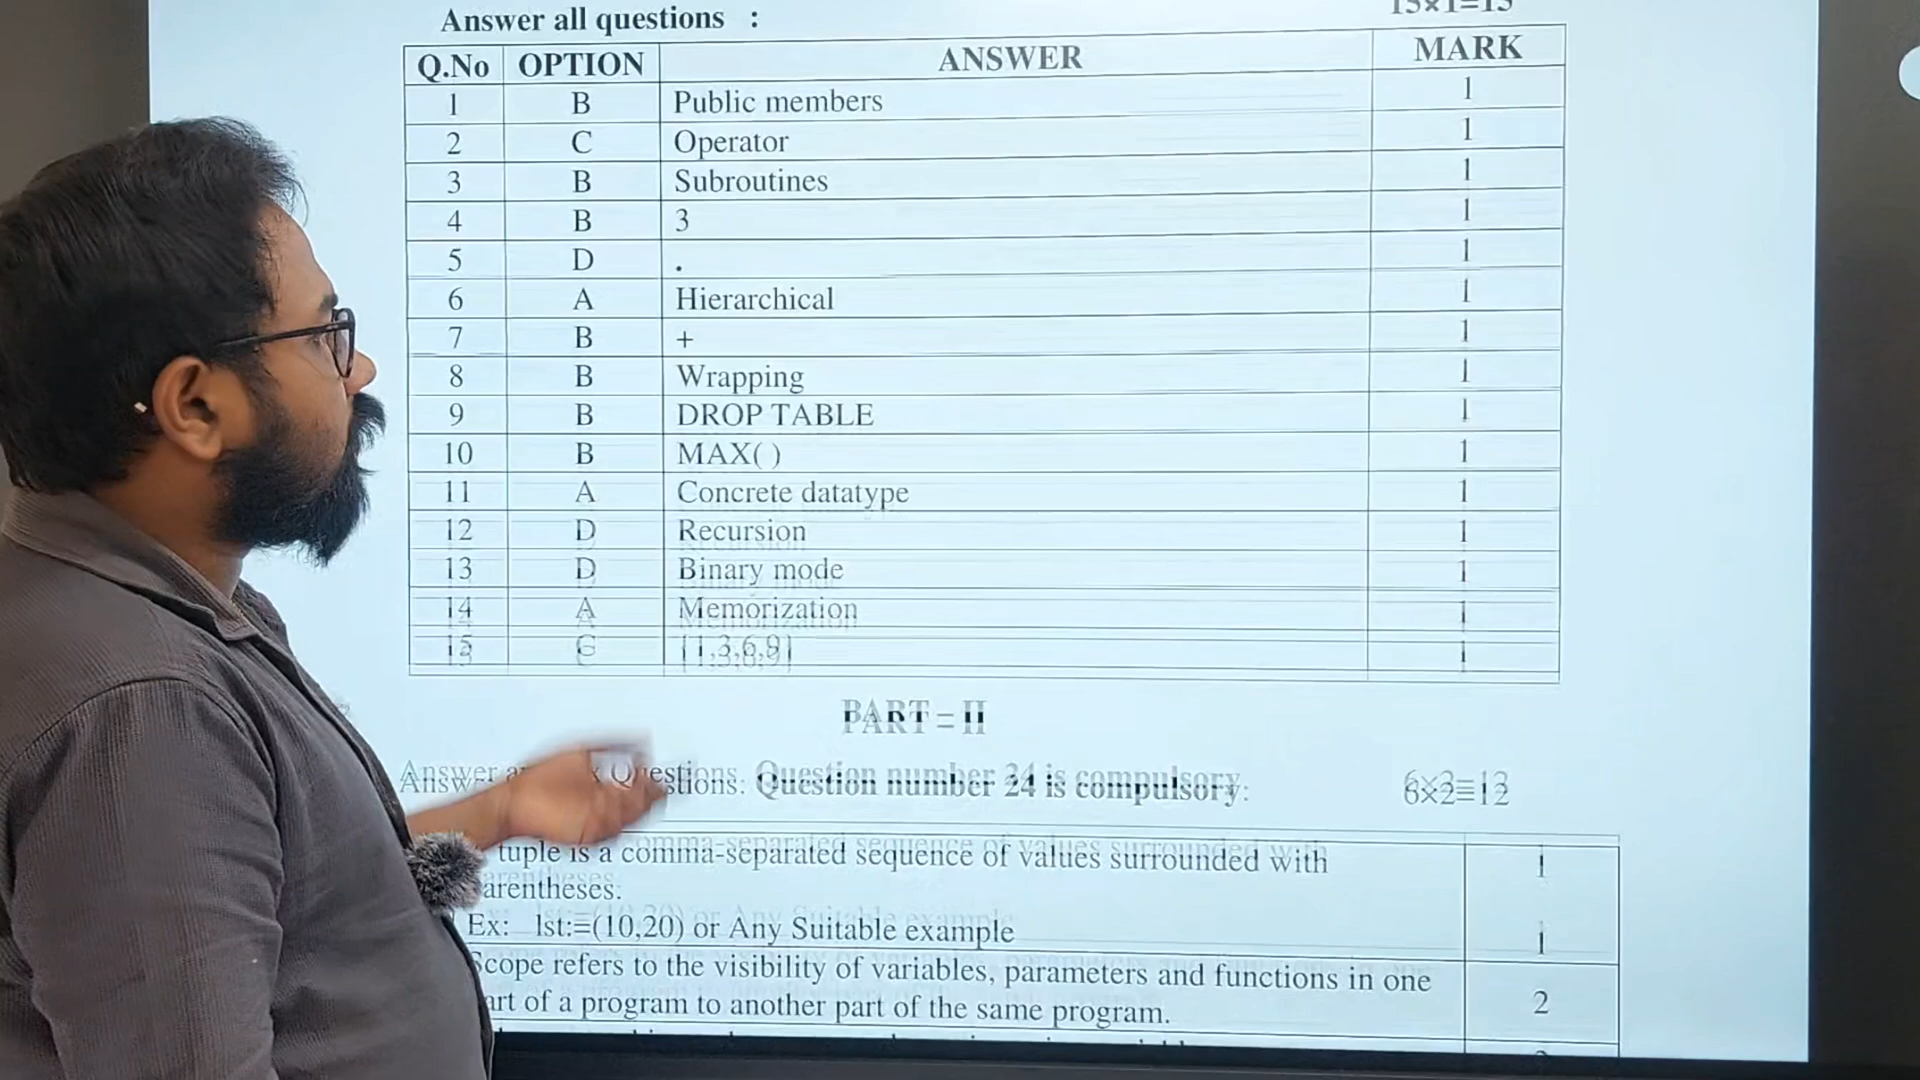 Answer all questions :
15×1=15
Q.No OPTION ANSWER MARK
1 B Public members 1
2 C Operator 1
3 B Subroutines 1
4 B 3 1
5 D . 1
6 A Hierarchical 1
7 B + 1
8 B Wrapping 1
9 B DROP TABLE 1
10 B MAX( ) 1
11 A Concrete datatype 1
12 D Recursion 1
13 D Binary mode 1
14 A Memorization 1
15 C 1,3,6,9 1
PART – II
Answer Questions. Question number 24 is compulsory: 6×2=12
tuple is a comma-separated sequence of values surrounded with 1
arentheses.
Ex: lst:=(10,20) or Any Suitable example 1
Scope refers to the visibility of variables, parameters and functions in one
art of a program to another part of the same program. 2